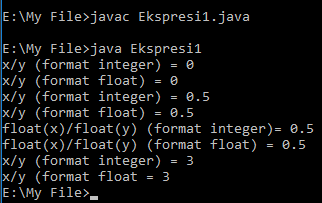 E:\My File>javac Ekspresi1.java
E:\My File>java Ekspresi1
x/y (format integer) = 0
x/y (format float) = 0
x/y (format integer) = 0.5
x/y (format float) = 0.5
float(x)/float(y) (format integer)= 0.5
float(x)/float(y) (format float) = 0.5
x/y (format integer) = 3
x/y (format float = 3
E:\My File>_